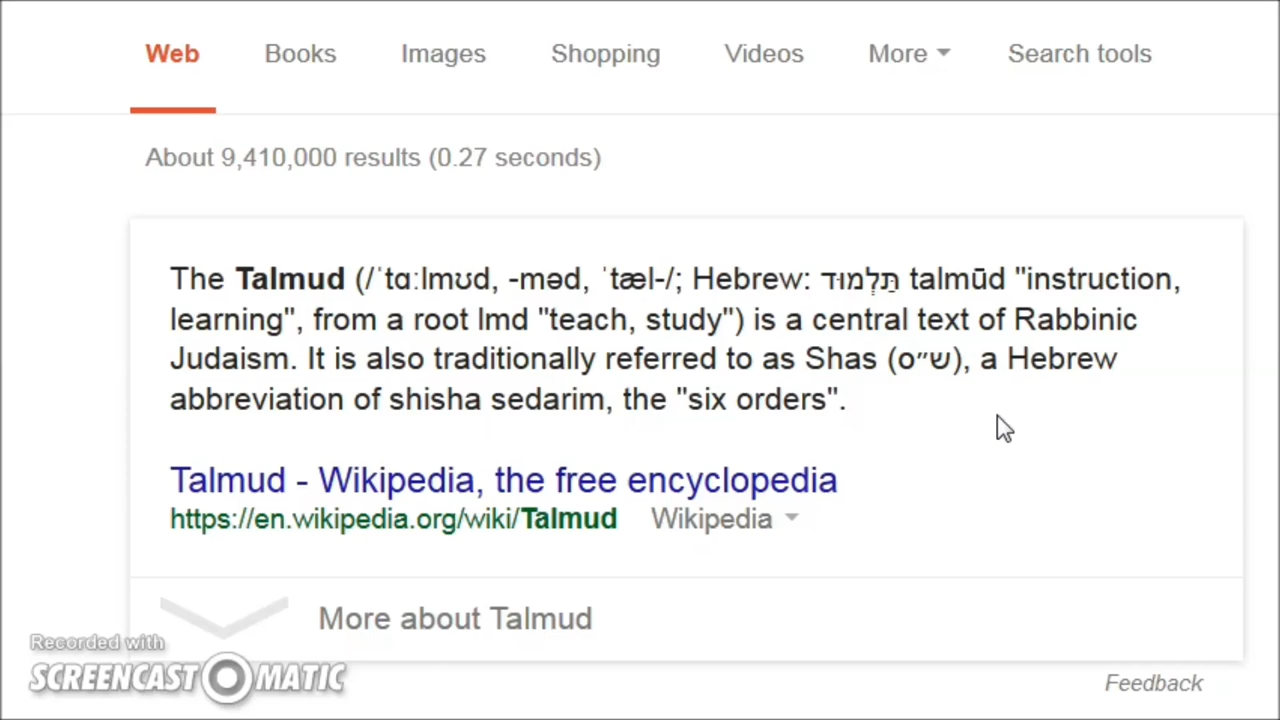 Web Books Images Shopping Videos More Search tools
About 9,410,000 results (0.27 seconds)
The Talmud (/ˈtɑːlmʊd, -məd, ˈtæl-/; Hebrew: תַּלְמוּד talmūd "instruction,
learning", from a root lmd "teach, study") is a central text of Rabbinic
Judaism. It is also traditionally referred to as Shas (ש״ס), a Hebrew
abbreviation of shisha sedarim, the "six orders".
Talmud - Wikipedia, the free encyclopedia
https://en.wikipedia.org/wiki/Talmud Wikipedia
More about Talmud
Recorded with
SCREENCAST MATIC
Feedback